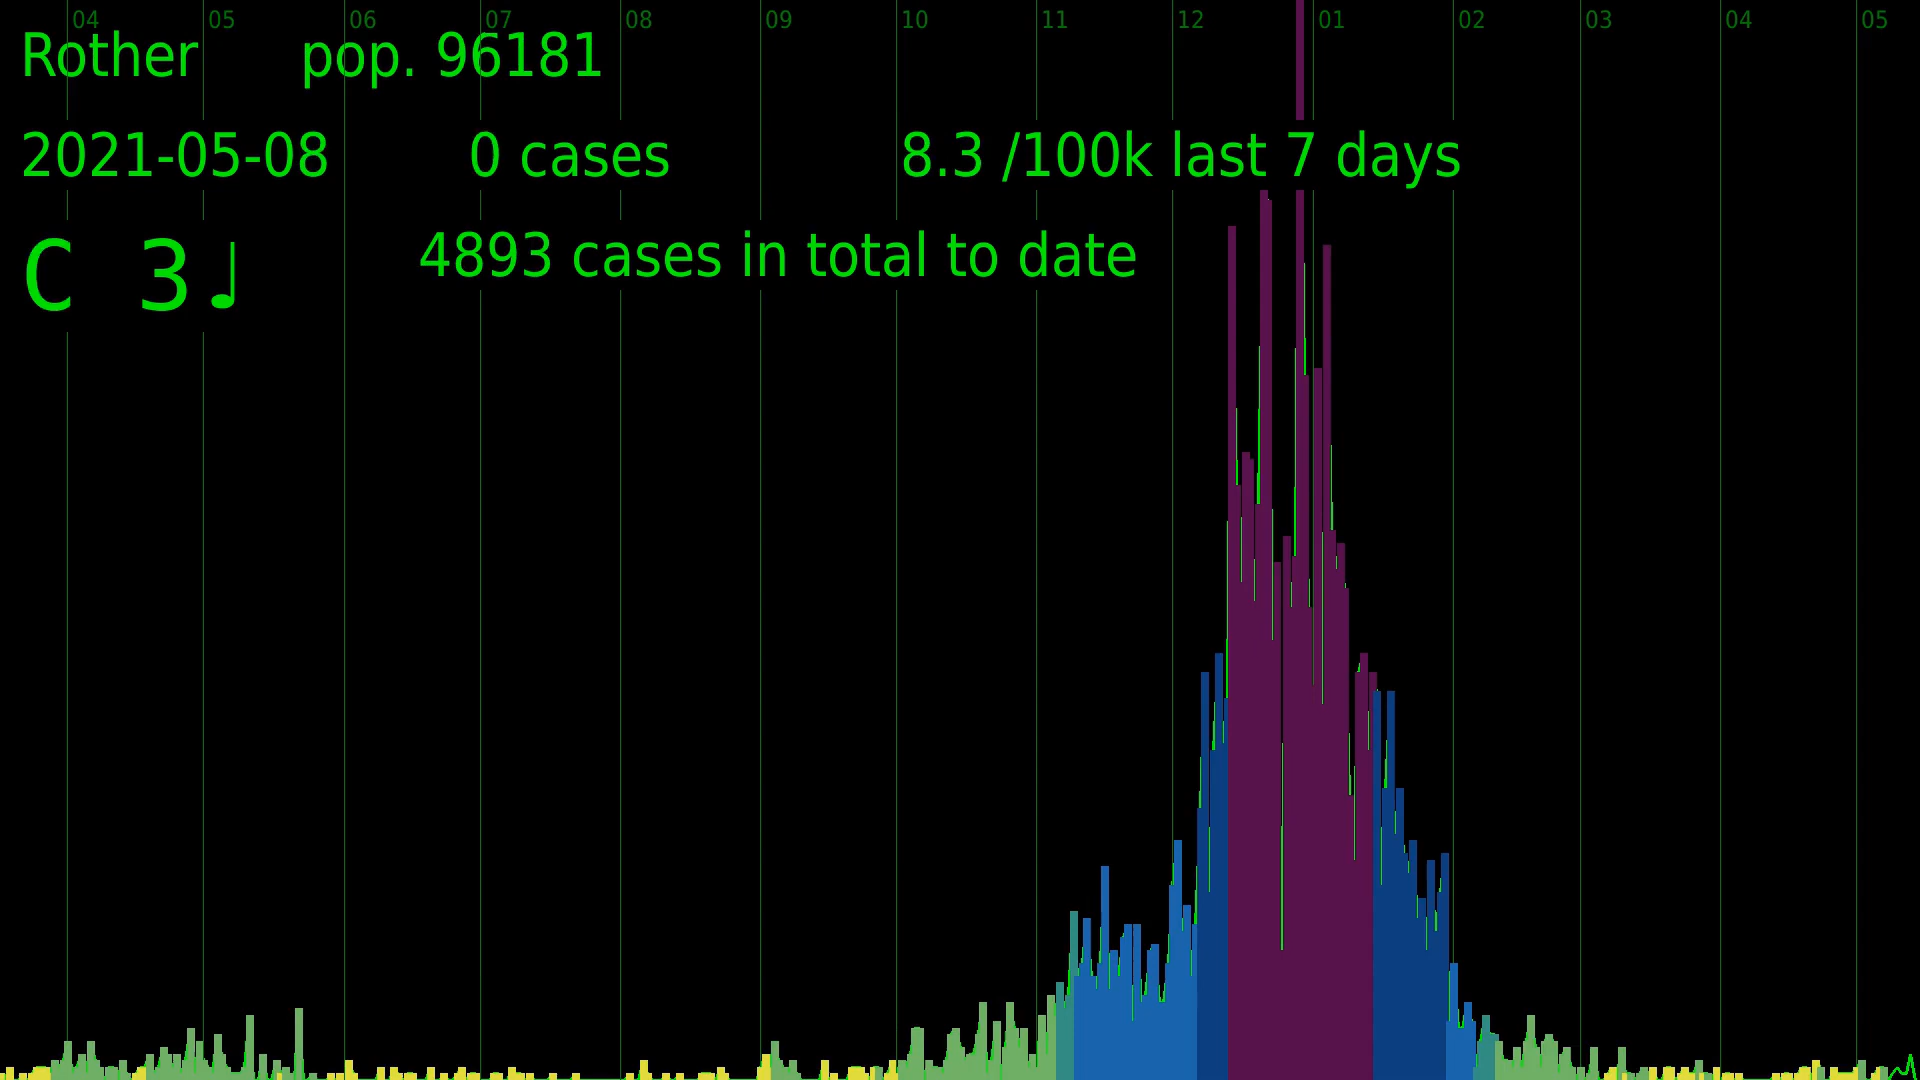 04 05 06 07 08 09 10 11 12 01 02 03 04 05
Rother pop. 96181
2021-05-08 0 cases 8.3 /100k last 7 days
C 3♩ 4893 cases in total to date